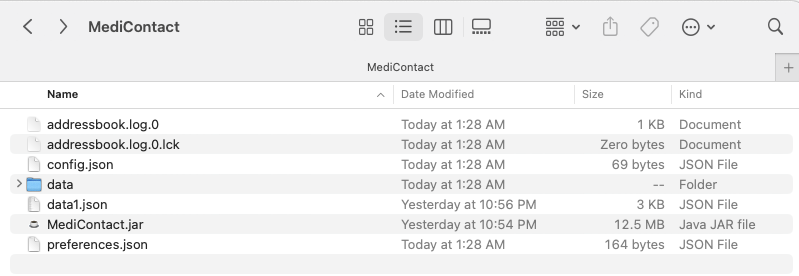 MediContact
MediContact
Name Date Modified Size Kind
addressbook.log.0 Today at 1:28 AM 1 KB Document
addressbook.log.0.lck Today at 1:28 AM Zero bytes Document
config.json Today at 1:28 AM 69 bytes JSON File
data Today at 1:28 AM -- Folder
data1.json Yesterday at 10:56 PM 3 KB JSON File
MediContact.jar Yesterday at 10:54 PM 12.5 MB Java JAR file
preferences.json Today at 1:28 AM 164 bytes JSON File